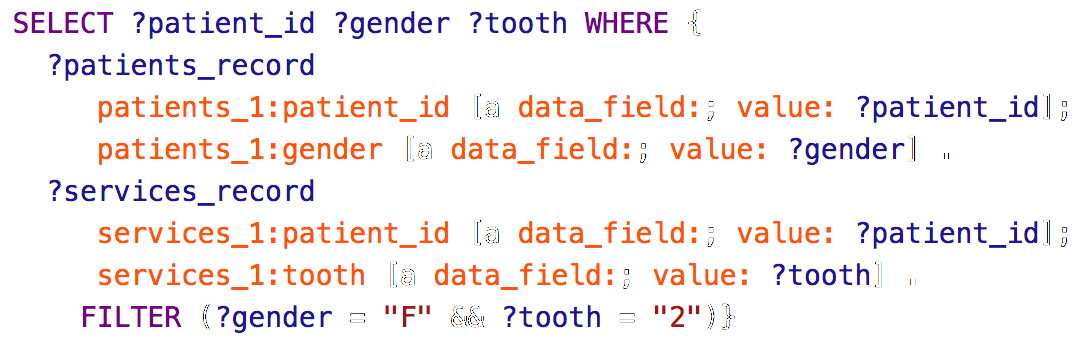 SELECT ?patient_id ?gender ?tooth WHERE {
?patients_record
patients_1:patient_id [a data_field:; value: ?patient_id];
patients_1:gender [a data_field:; value: ?gender] .
?services_record
services_1:patient_id [a data_field:; value: ?patient_id];
services_1:tooth [a data_field:; value: ?tooth] .
FILTER (?gender = "F" && ?tooth = "2")}